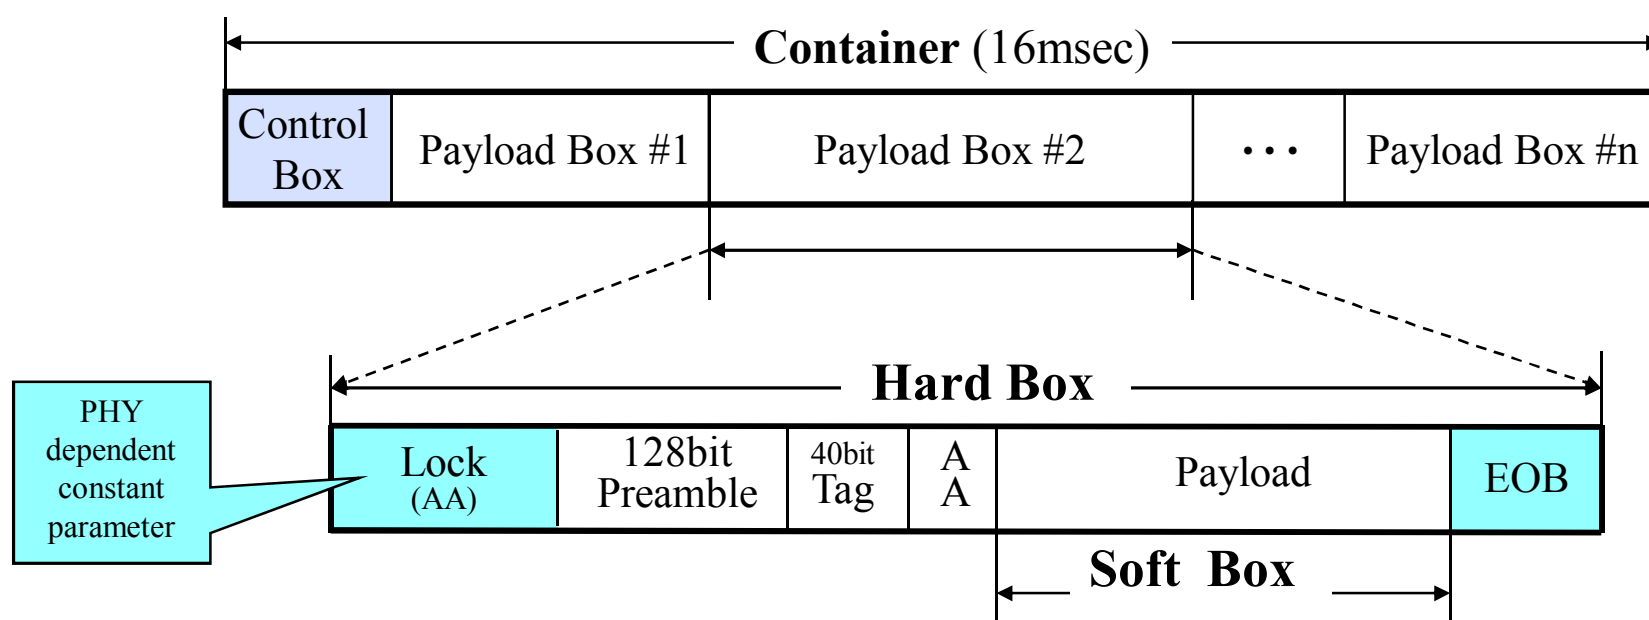 Container (16msec)
Control
Box
Payload Box #1
Payload Box #2
···
Payload Box #n
Hard Box
PHY
dependent
constant
parameter
Lock
(AA)
128bit
Preamble
40bit
Tag
A
A
Payload
EOB
Soft Box